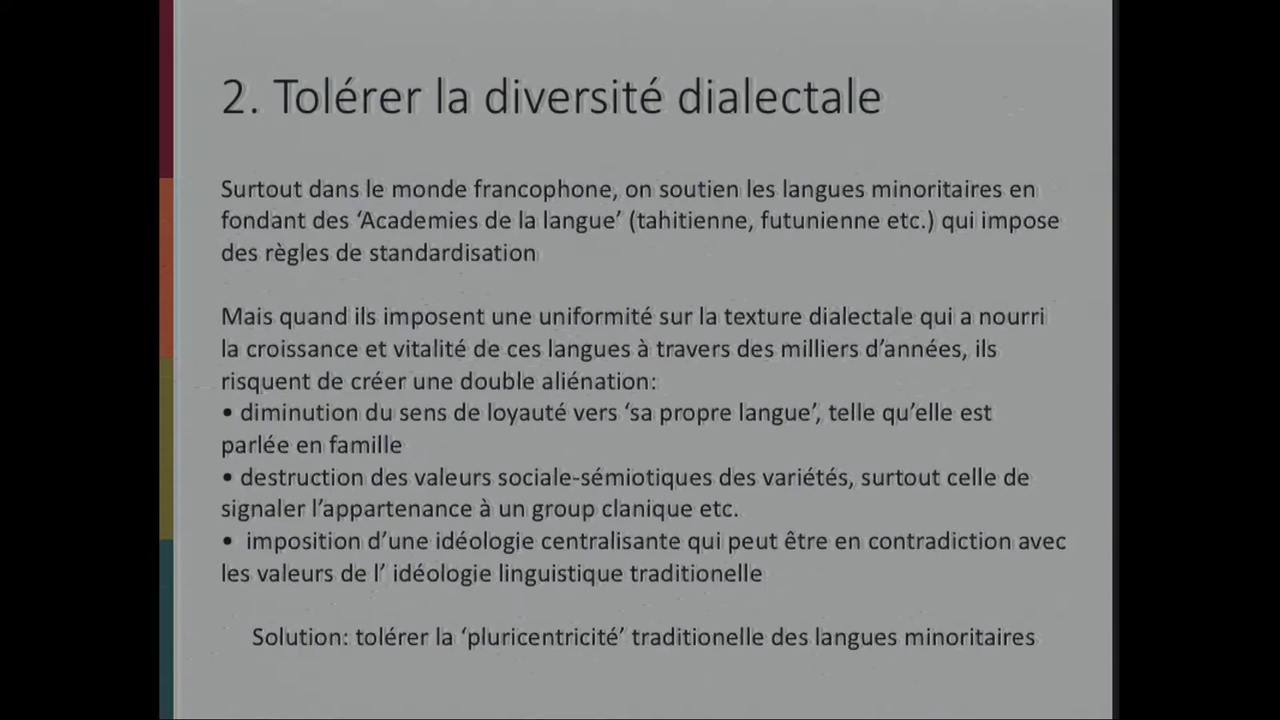 2. Tolérer la diversité dialectale
Surtout dans le monde francophone, on soutien les langues minoritaires en
fondant des ‘Academies de la langue’ (tahitienne, futunienne etc.) qui impose
des règles de standardisation
Mais quand ils imposent une uniformité sur la texture dialectale qui a nourri
la croissance et vitalité de ces langues à travers des milliers d’années, ils
risquent de créer une double aliénation:
• diminution du sens de loyauté vers ‘sa propre langue’, telle qu’elle est
parlée en famille
• destruction des valeurs sociale-sémiotiques des variétés, surtout celle de
signaler l’appartenance à un group clanique etc.
• imposition d’une idéologie centralisante qui peut être en contradiction avec
les valeurs de l’ idéologie linguistique traditionelle
Solution: tolérer la ‘pluricentricité’ traditionelle des langues minoritaires